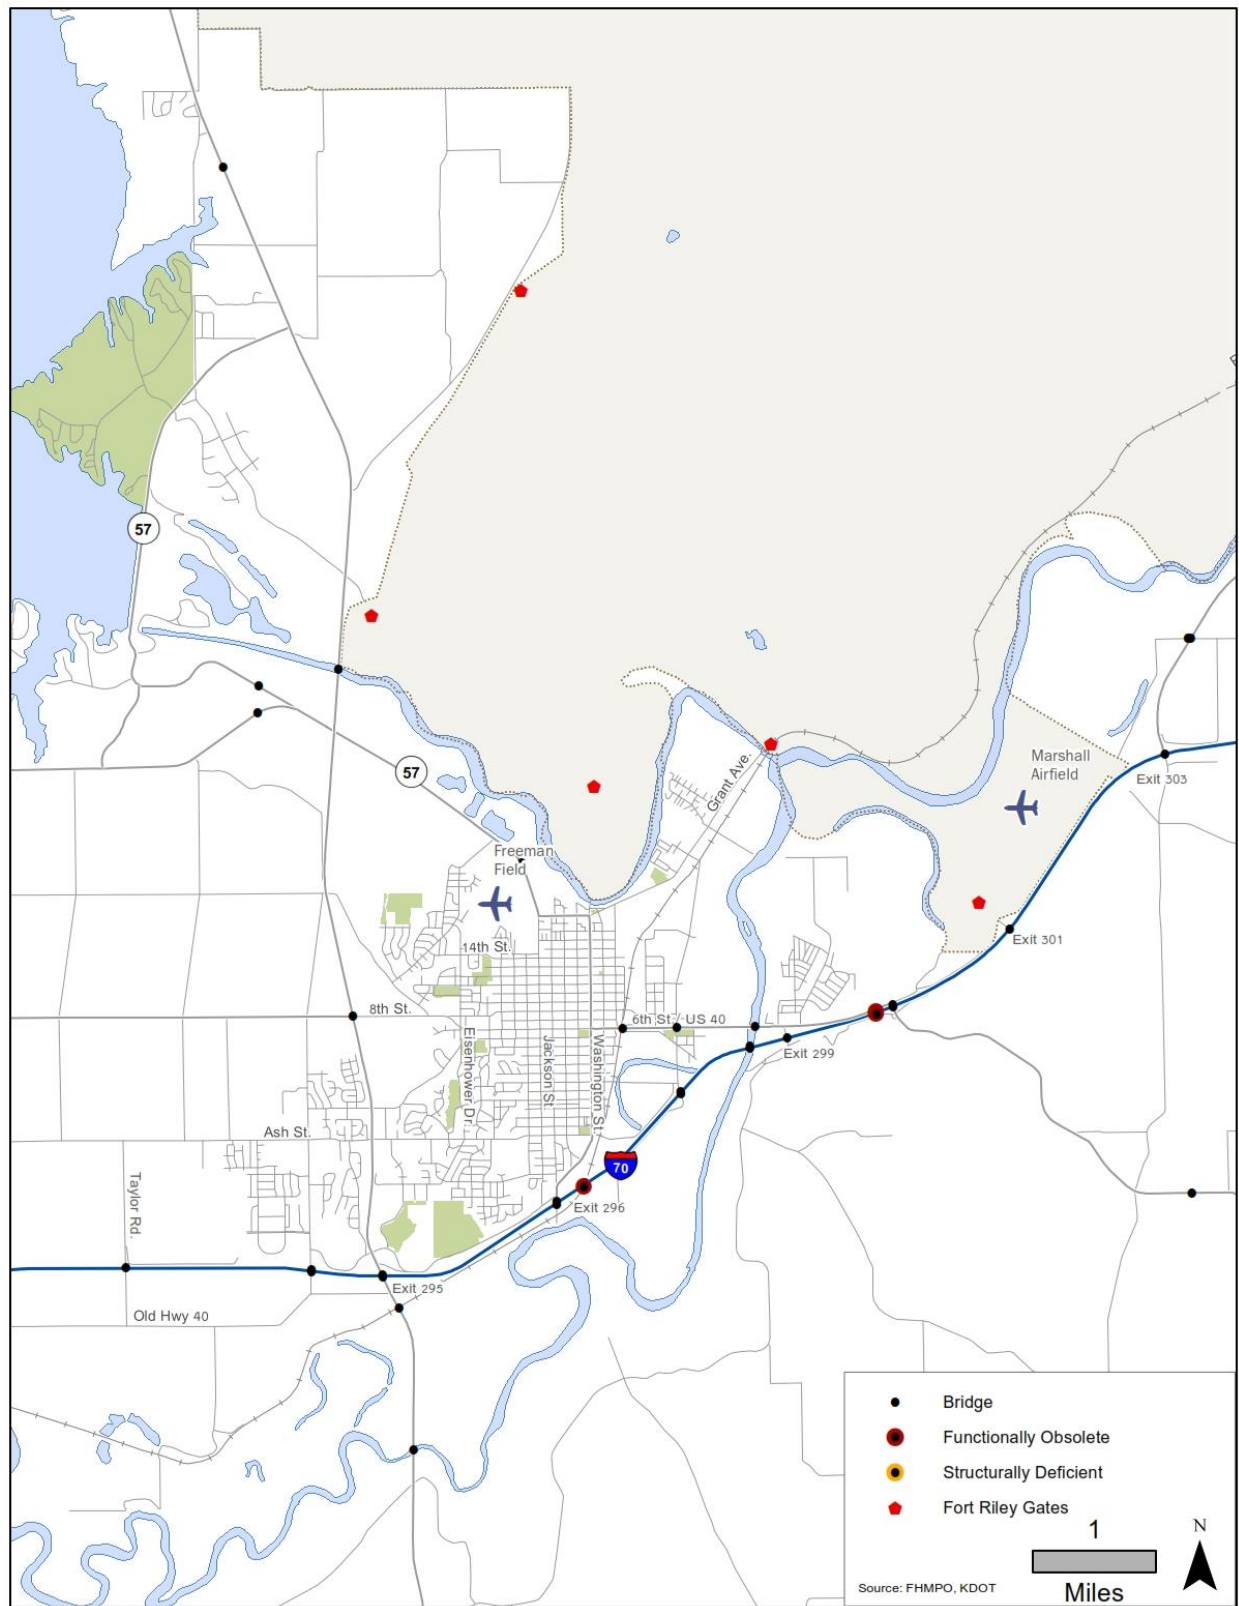 57
57
Grant Ave.
Marshall
Airfield
Exit 303
Freeman
Field
14th St.
Exit 301
8th St.
6th St./ US 40
Eisenhower Dr.
Jackson St
Washington St.
Exit 299
Ash St.
70
Taylor Rd.
Exit 296
Exit 295
Old Hwy 40
Bridge
Functionally Obsolete
Structurally Deficient
Fort Riley Gates
1
N
Source: FHMPO, KDOT
Miles